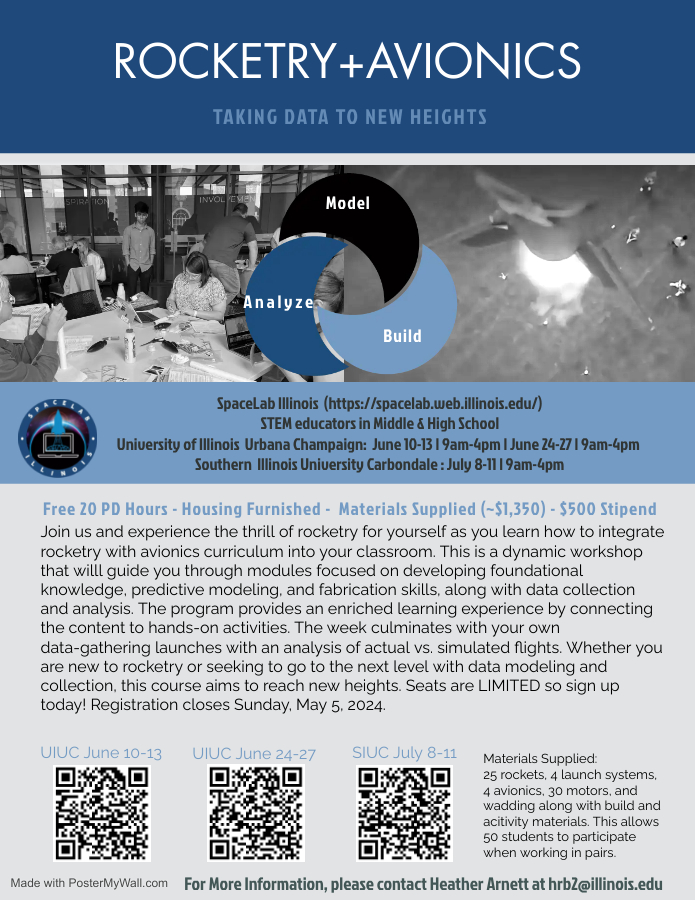 ROCKETRY+AVIONICS
TAKING DATA TO NEW HEIGHTS
SPIRATION
INVOLVEMENT
Model
Analyze
Build
SPACELAB
ILLINOIS
SpaceLab Illinois (https://spacelab.web.illinois.edu/)
STEM educators in Middle & High School
University of Illinois Urbana Champaign: June 10-13 | 9am-4pm | June 24-27 | 9am-4pm
Southern Illinois University Carbondale : July 8-11 | 9am-4pm
Free 20 PD Hours - Housing Furnished - Materials Supplied (~$1,350) - $500 Stipend
Join us and experience the thrill of rocketry for yourself as you learn how to integrate
rocketry with avionics curriculum into your classroom. This is a dynamic workshop
that willl guide you through modules focused on developing foundational
knowledge, predictive modeling, and fabrication skills, along with data collection
and analysis. The program provides an enriched learning experience by connecting
the content to hands-on activities. The week culminates with your own
data-gathering launches with an analysis of actual vs. simulated flights. Whether you
are new to rocketry or seeking to go to the next level with data modeling and
collection, this course aims to reach new heights. Seats are LIMITED so sign up
today! Registration closes Sunday, May 5, 2024.
UIUC June 10-13
UIUC June 24-27
SIUC July 8-11
Materials Supplied:
25 rockets, 4 launch systems,
4 avionics, 30 motors, and
wadding along with build and
acitivity materials. This allows
50 students to participate
when working in pairs.
Made with PosterMyWall.com
For More Information, please contact Heather Arnett at hrb2@illinois.edu